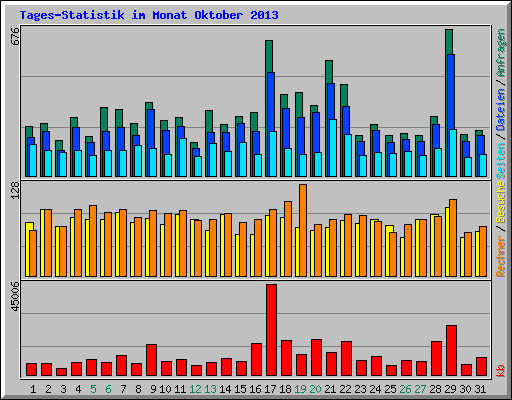 Tages-Statistik im Monat Oktober 2013
676
128
45006
Rechner / Besuche Seiten / Dateien / Anfragen
kb
1 2 3 4 5 6 7 8 9 10 11 12 13 14 15 16 17 18 19 20 21 22 23 24 25 26 27 28 29 30 31